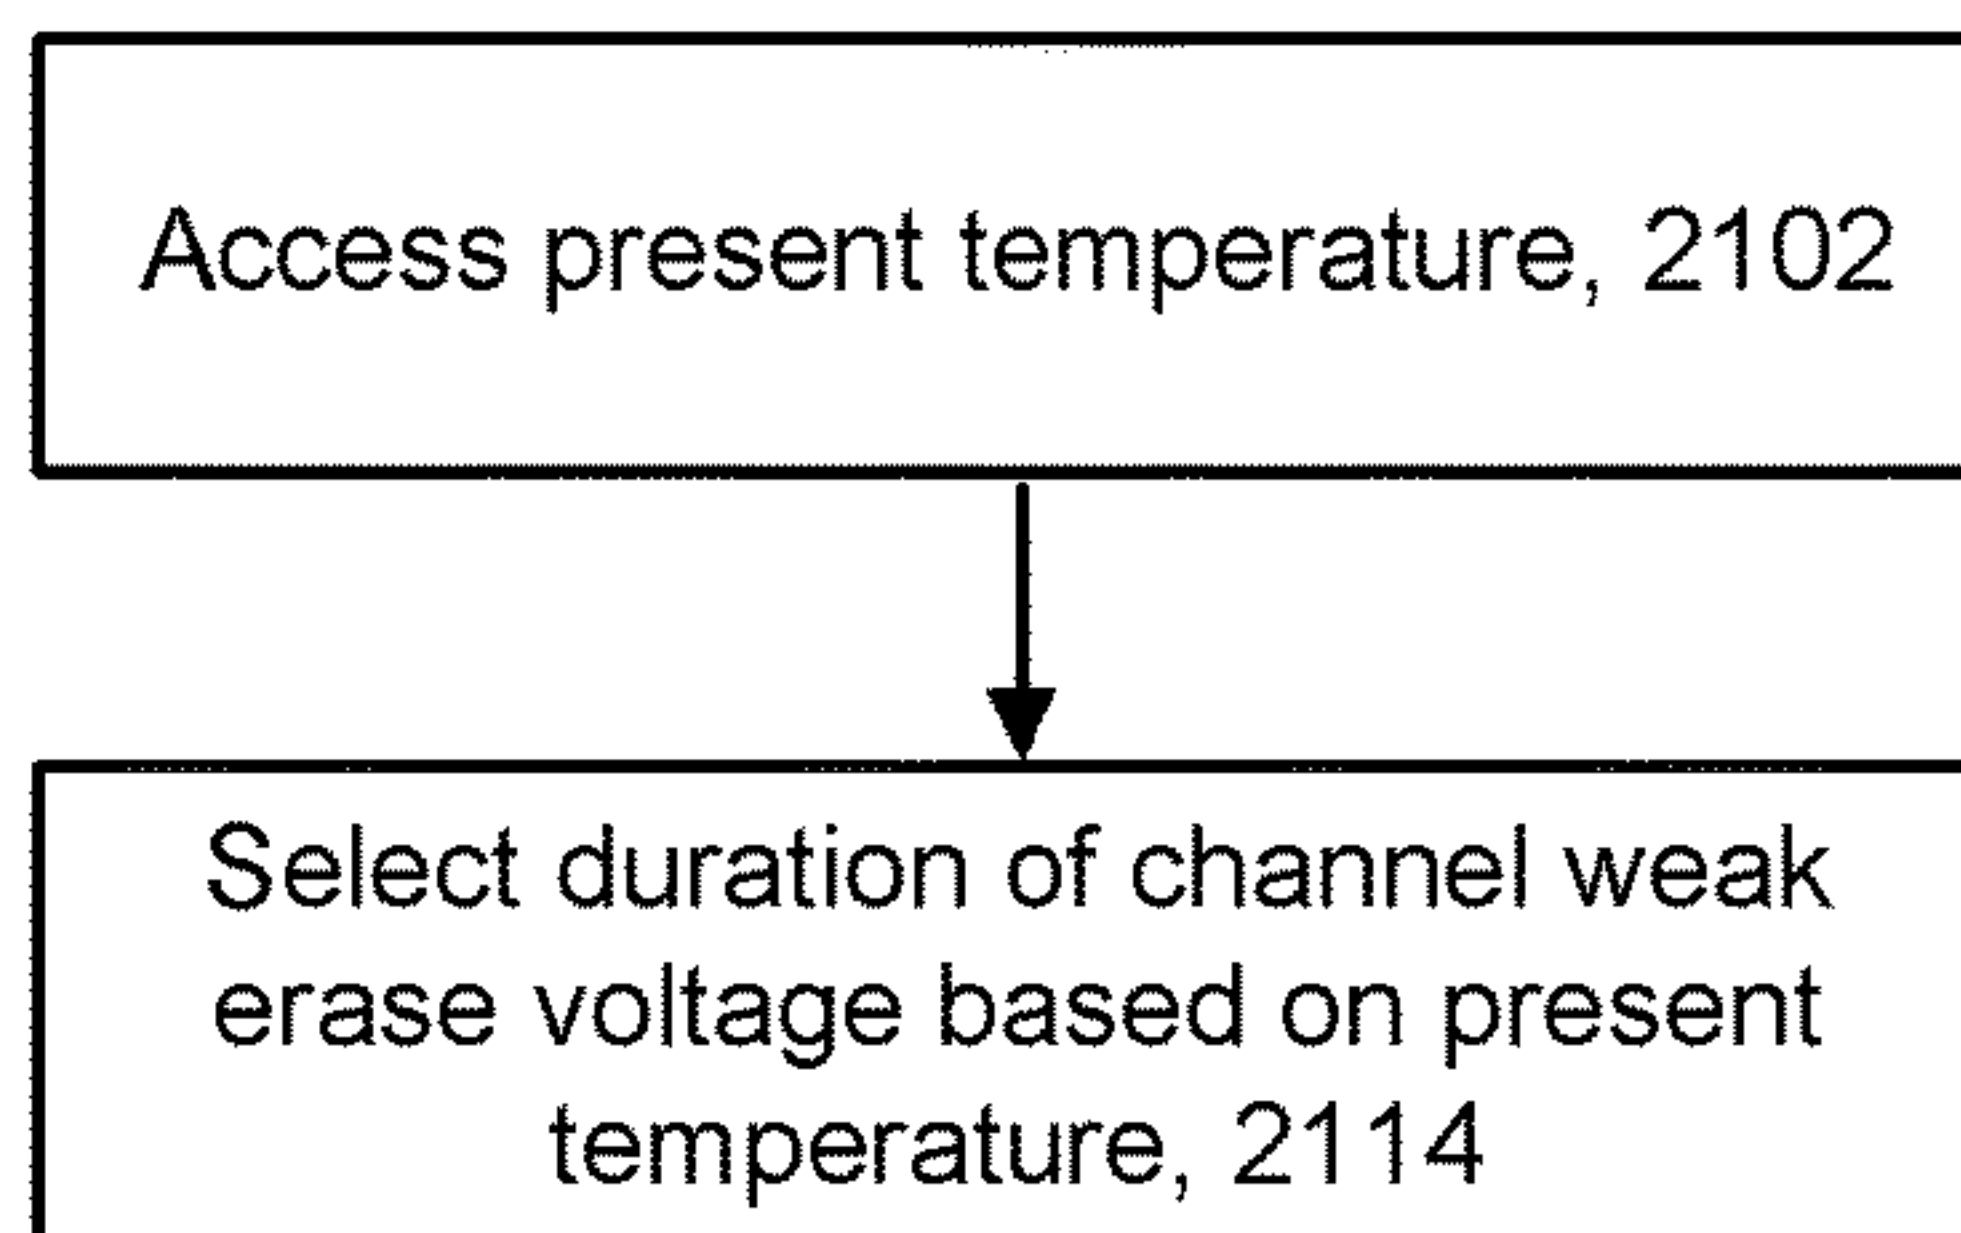 Access present temperature, 2102
Select duration of channel weak
erase voltage based on present
temperature, 2114